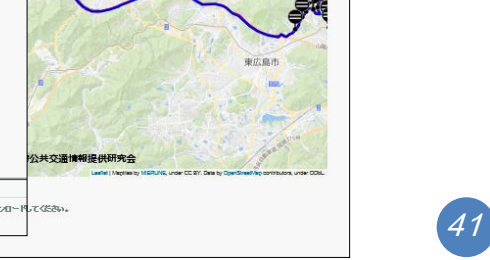 東広島市
公共交通情報提供研究会
Leaflet | Maptiles by MIERUNE, under CC BY. Data by OpenStreetMap contributors, under ODbL.
ンロードしてください。
41